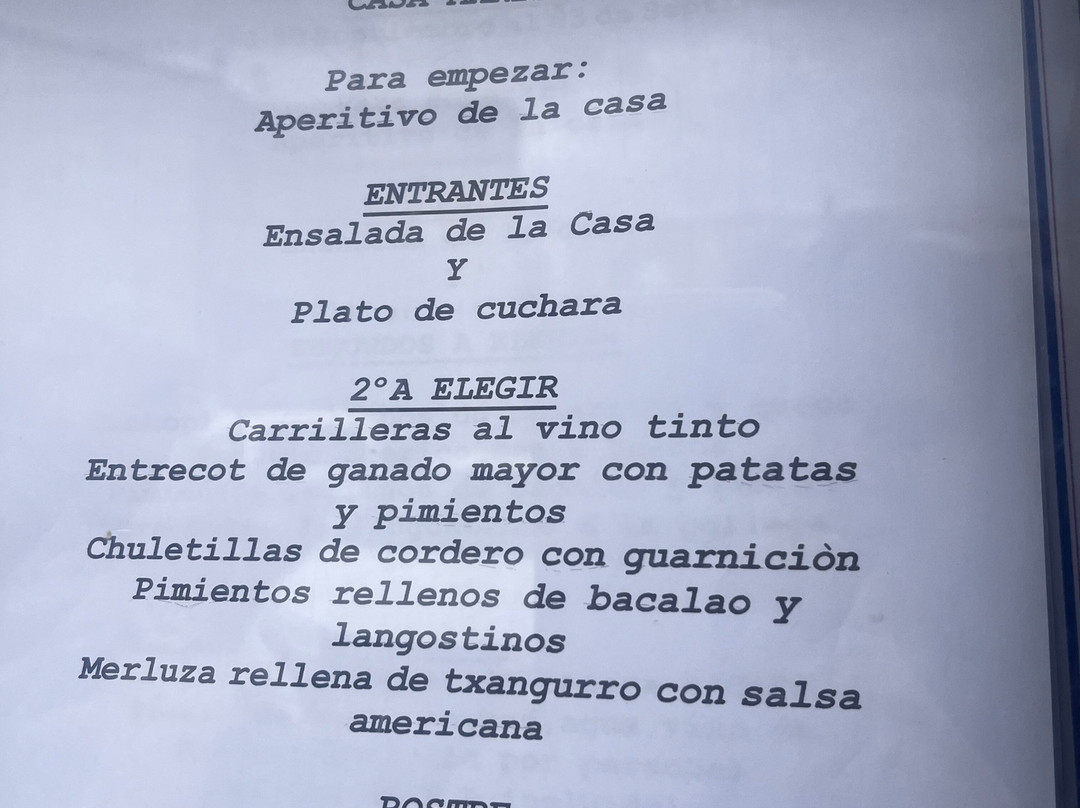 CASA
Para empezar:
Aperitivo de la casa
ENTRANTES
Ensalada de la Casa
Y
Plato de cuchara
2ºA ELEGIR
Carrilleras al vino tinto
Entrecot de ganado mayor con patatas
y pimientos
Chuletillas de cordero con guarniciòn
Pimientos rellenos de bacalao y
langostinos
Merluza rellena de txangurro con salsa
americana
POSTRE